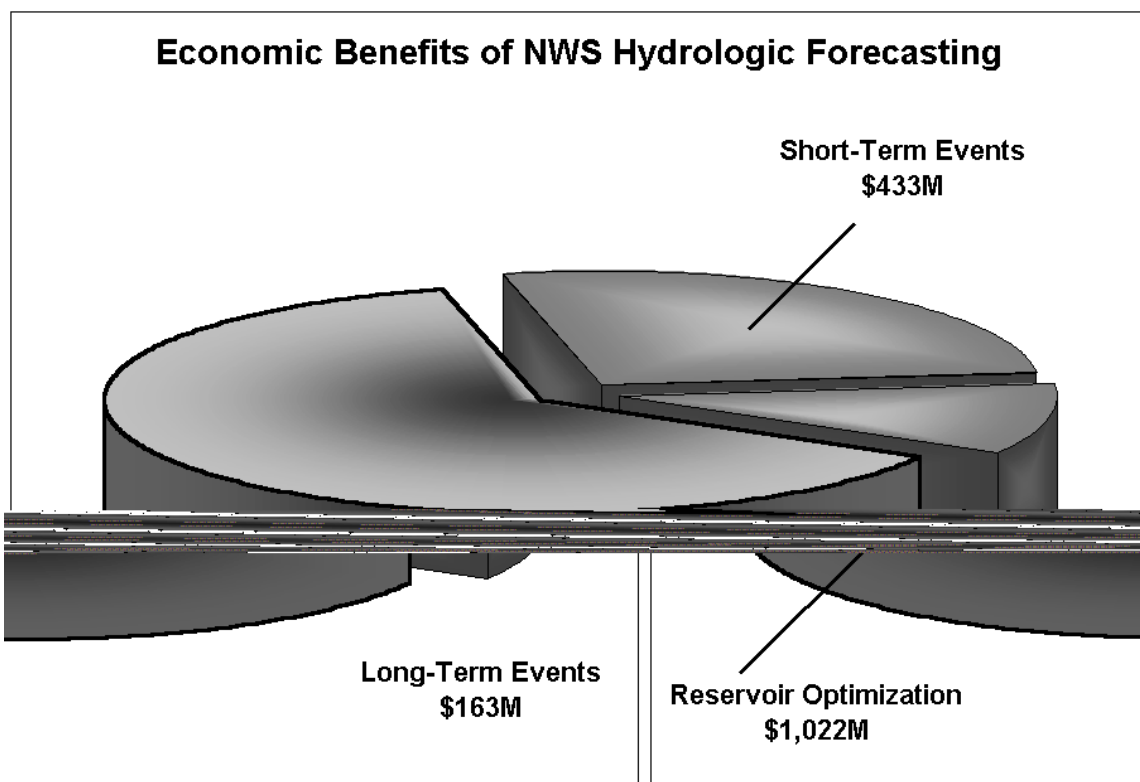 Economic Benefits of NWS Hydrologic Forecasting
Short-Term Events
$433M
Long-Term Events
$163M
Reservoir Optimization
$1,022M